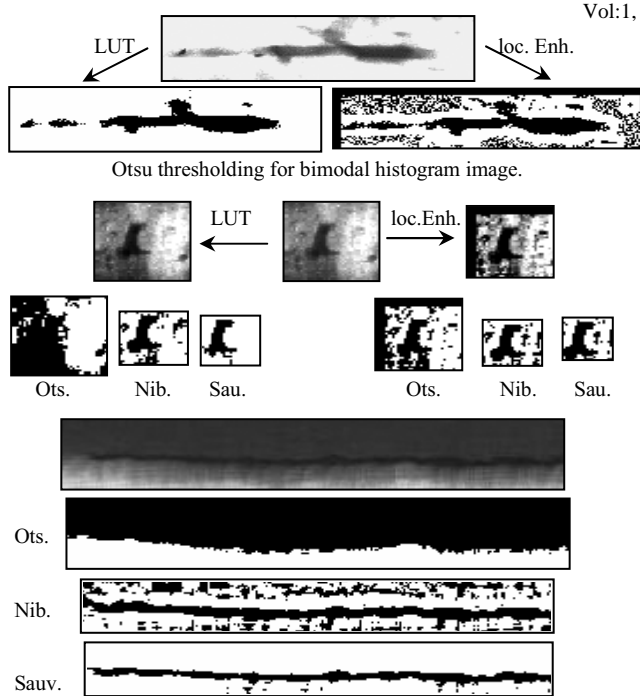 Vol:1,
LUT
loc. Enh.
Otsu thresholding for bimodal histogram image.
LUT
loc.Enh.
Ots.
Nib.
Sau.
Ots.
Nib.
Sau.
Ots.
Nib.
Sauv.